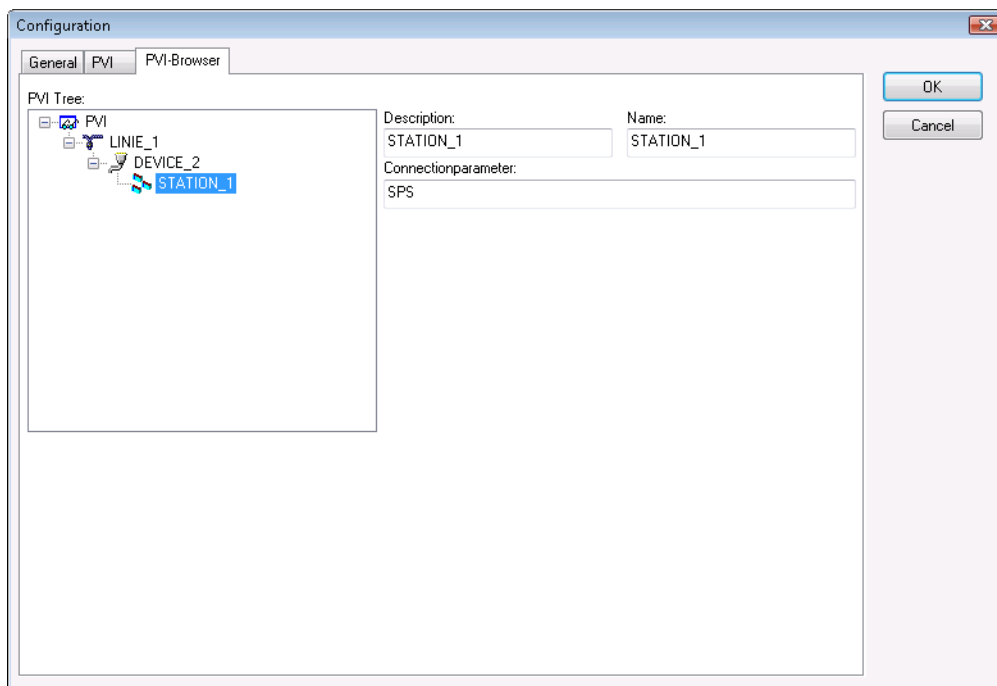 Configuration
General PVI PVI-Browser
OK
Cancel
PVI Tree:
PVI
LINIE_1
DEVICE_2
STATION_1
Description: Name:
STATION_1 STATION_1
Connectionparameter:
SPS